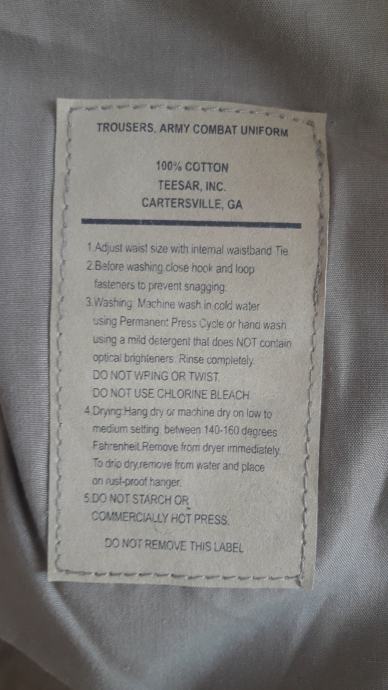 TROUSERS, ARMY COMBAT UNIFORM
100% COTTON
TEESAR, INC.
CARTERSVILLE, GA
1.Adjust waist size with internal waistband Tie.
2.Before washing,close hook and loop
fasteners to prevent snagging.
3.Washing: Machine wash in cold water
using Permanent Press Cycle or hand wash
using a mild detergent that does NOT contain
optical brighteners. Rinse completely.
DO NOT WRING OR TWIST.
DO NOT USE CHLORINE BLEACH.
4.Drying:Hang dry or machine dry on low to
medium setting, between 140-160 degrees
Fahrenheit.Remove from dryer immediately.
To drip dry,remove from water and place
on rust-proof hanger.
5.DO NOT STARCH OR
COMMERCIALLY HOT PRESS.
DO NOT REMOVE THIS LABEL